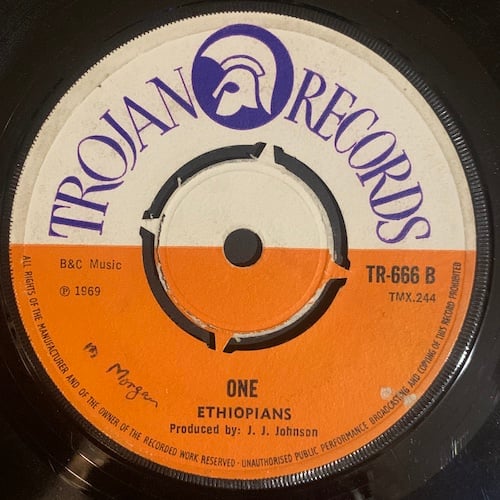 TROJAN RECORDS
B&C Music
℗ 1969
TR-666 B
TMX.244
Morgan
ONE
ETHIOPIANS
Produced by: J. J. Johnson
ALL RIGHTS OF THE MANUFACTURER AND OF THE OWNER OF THE RECORDED WORK RESERVED - UNAUTHORISED PUBLIC PERFORMANCE BROADCASTING AND COPYING OF THIS RECORD PROHIBITED